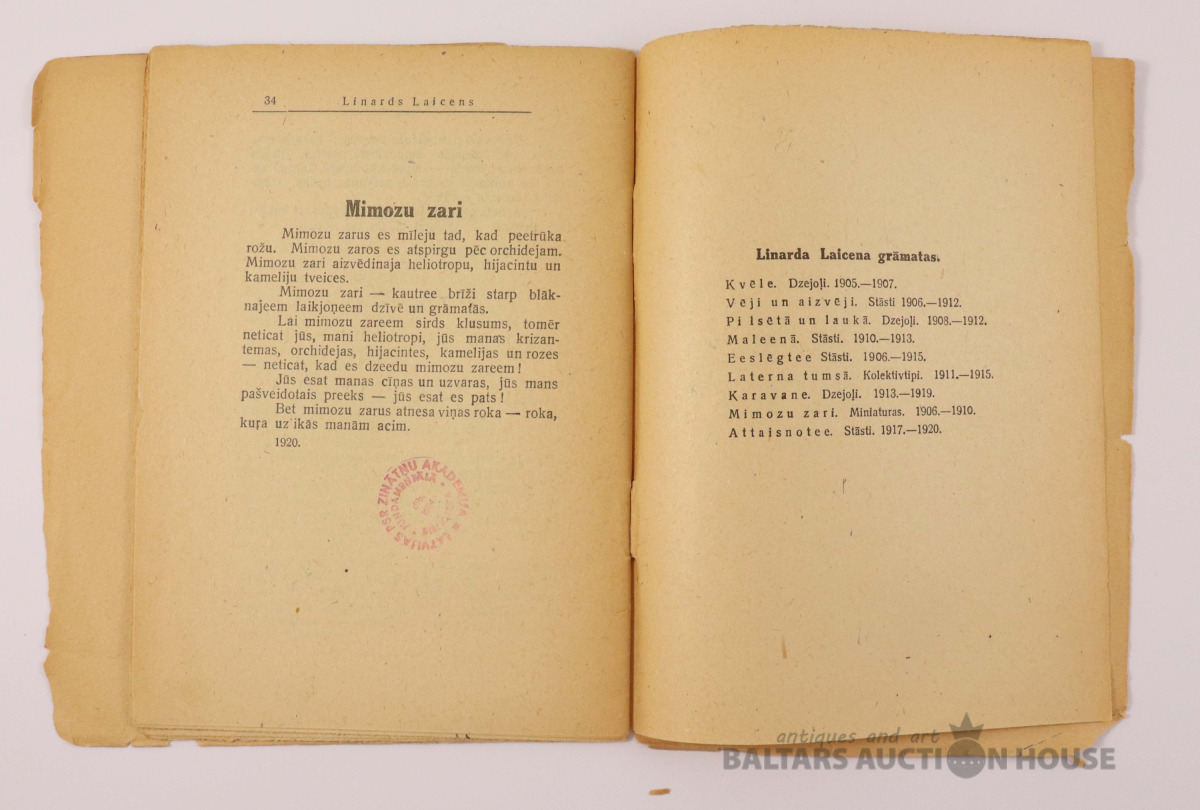 34 Linards Laicens
Mimozu zari
Mimozu zarus es mīleju tad, kad peetrūka
rožu. Mimozu zaros es atspirgu pēc orchidejam.
Mimozu zari aizvēdinaja heliotropu, hijacintu un
kameliju tveices.
Mimozu zari — kautree brīži starp blāk-
najeem laikjoņeem dzīvē un grāmatās.
Lai mimozu zareem sirds klusums, tomēr
neticat jūs, mani heliotropi, jūs manas krizan-
temas, orchidejas, hijacintes, kamelijas un rozes
— neticat, kad es dzeedu mimozu zareem!
Jūs esat manas cīņas un uzvaras, jūs mans
pašveidotais preeks — jūs esat es pats!
Bet mimozu zarus atnesa viņas roka — roka,
kuŗa uz ikās manām acim.
1920.
LATVIJAS PSR ZINĀTŅU AKADEMIJA
FUNDAMENTĀLĀ
Linarda Laicena grāmatas.
Kvēle. Dzejoļi. 1905.—1907.
Vēji un aizvēji. Stāsti 1906.—1912.
Pilsētā un laukā. Dzejoļi. 1908.—1912.
Maleenā. Stāsti. 1910.—1913.
Eeslēgtee Stāsti. 1906.—1915.
Laterna tumsā. Kolektivtipi. 1911.—1915.
Karavane. Dzejoļi. 1913.—1919.
Mimozu zari. Miniaturas. 1906.—1910.
Attaisnotee. Stāsti. 1917.—1920.
antiques and art
BALTARS AUCTION HOUSE